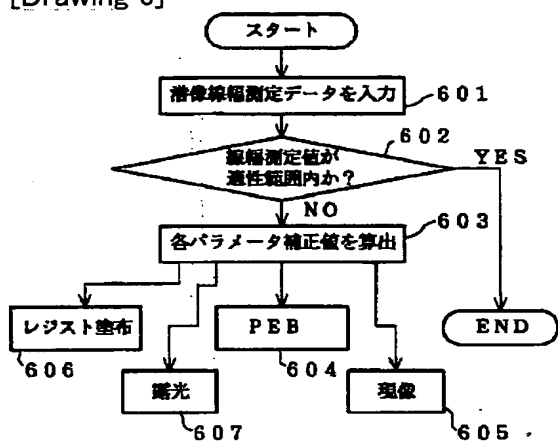 [Drawing 6]
スタート
潜像線幅測定データを入力
601
602
線幅測定値が
適性範囲内か?
YES
NO
603
各パラメータ補正値を算出
レジスト塗布
PEB
END
606
604
露光
現像
607
605